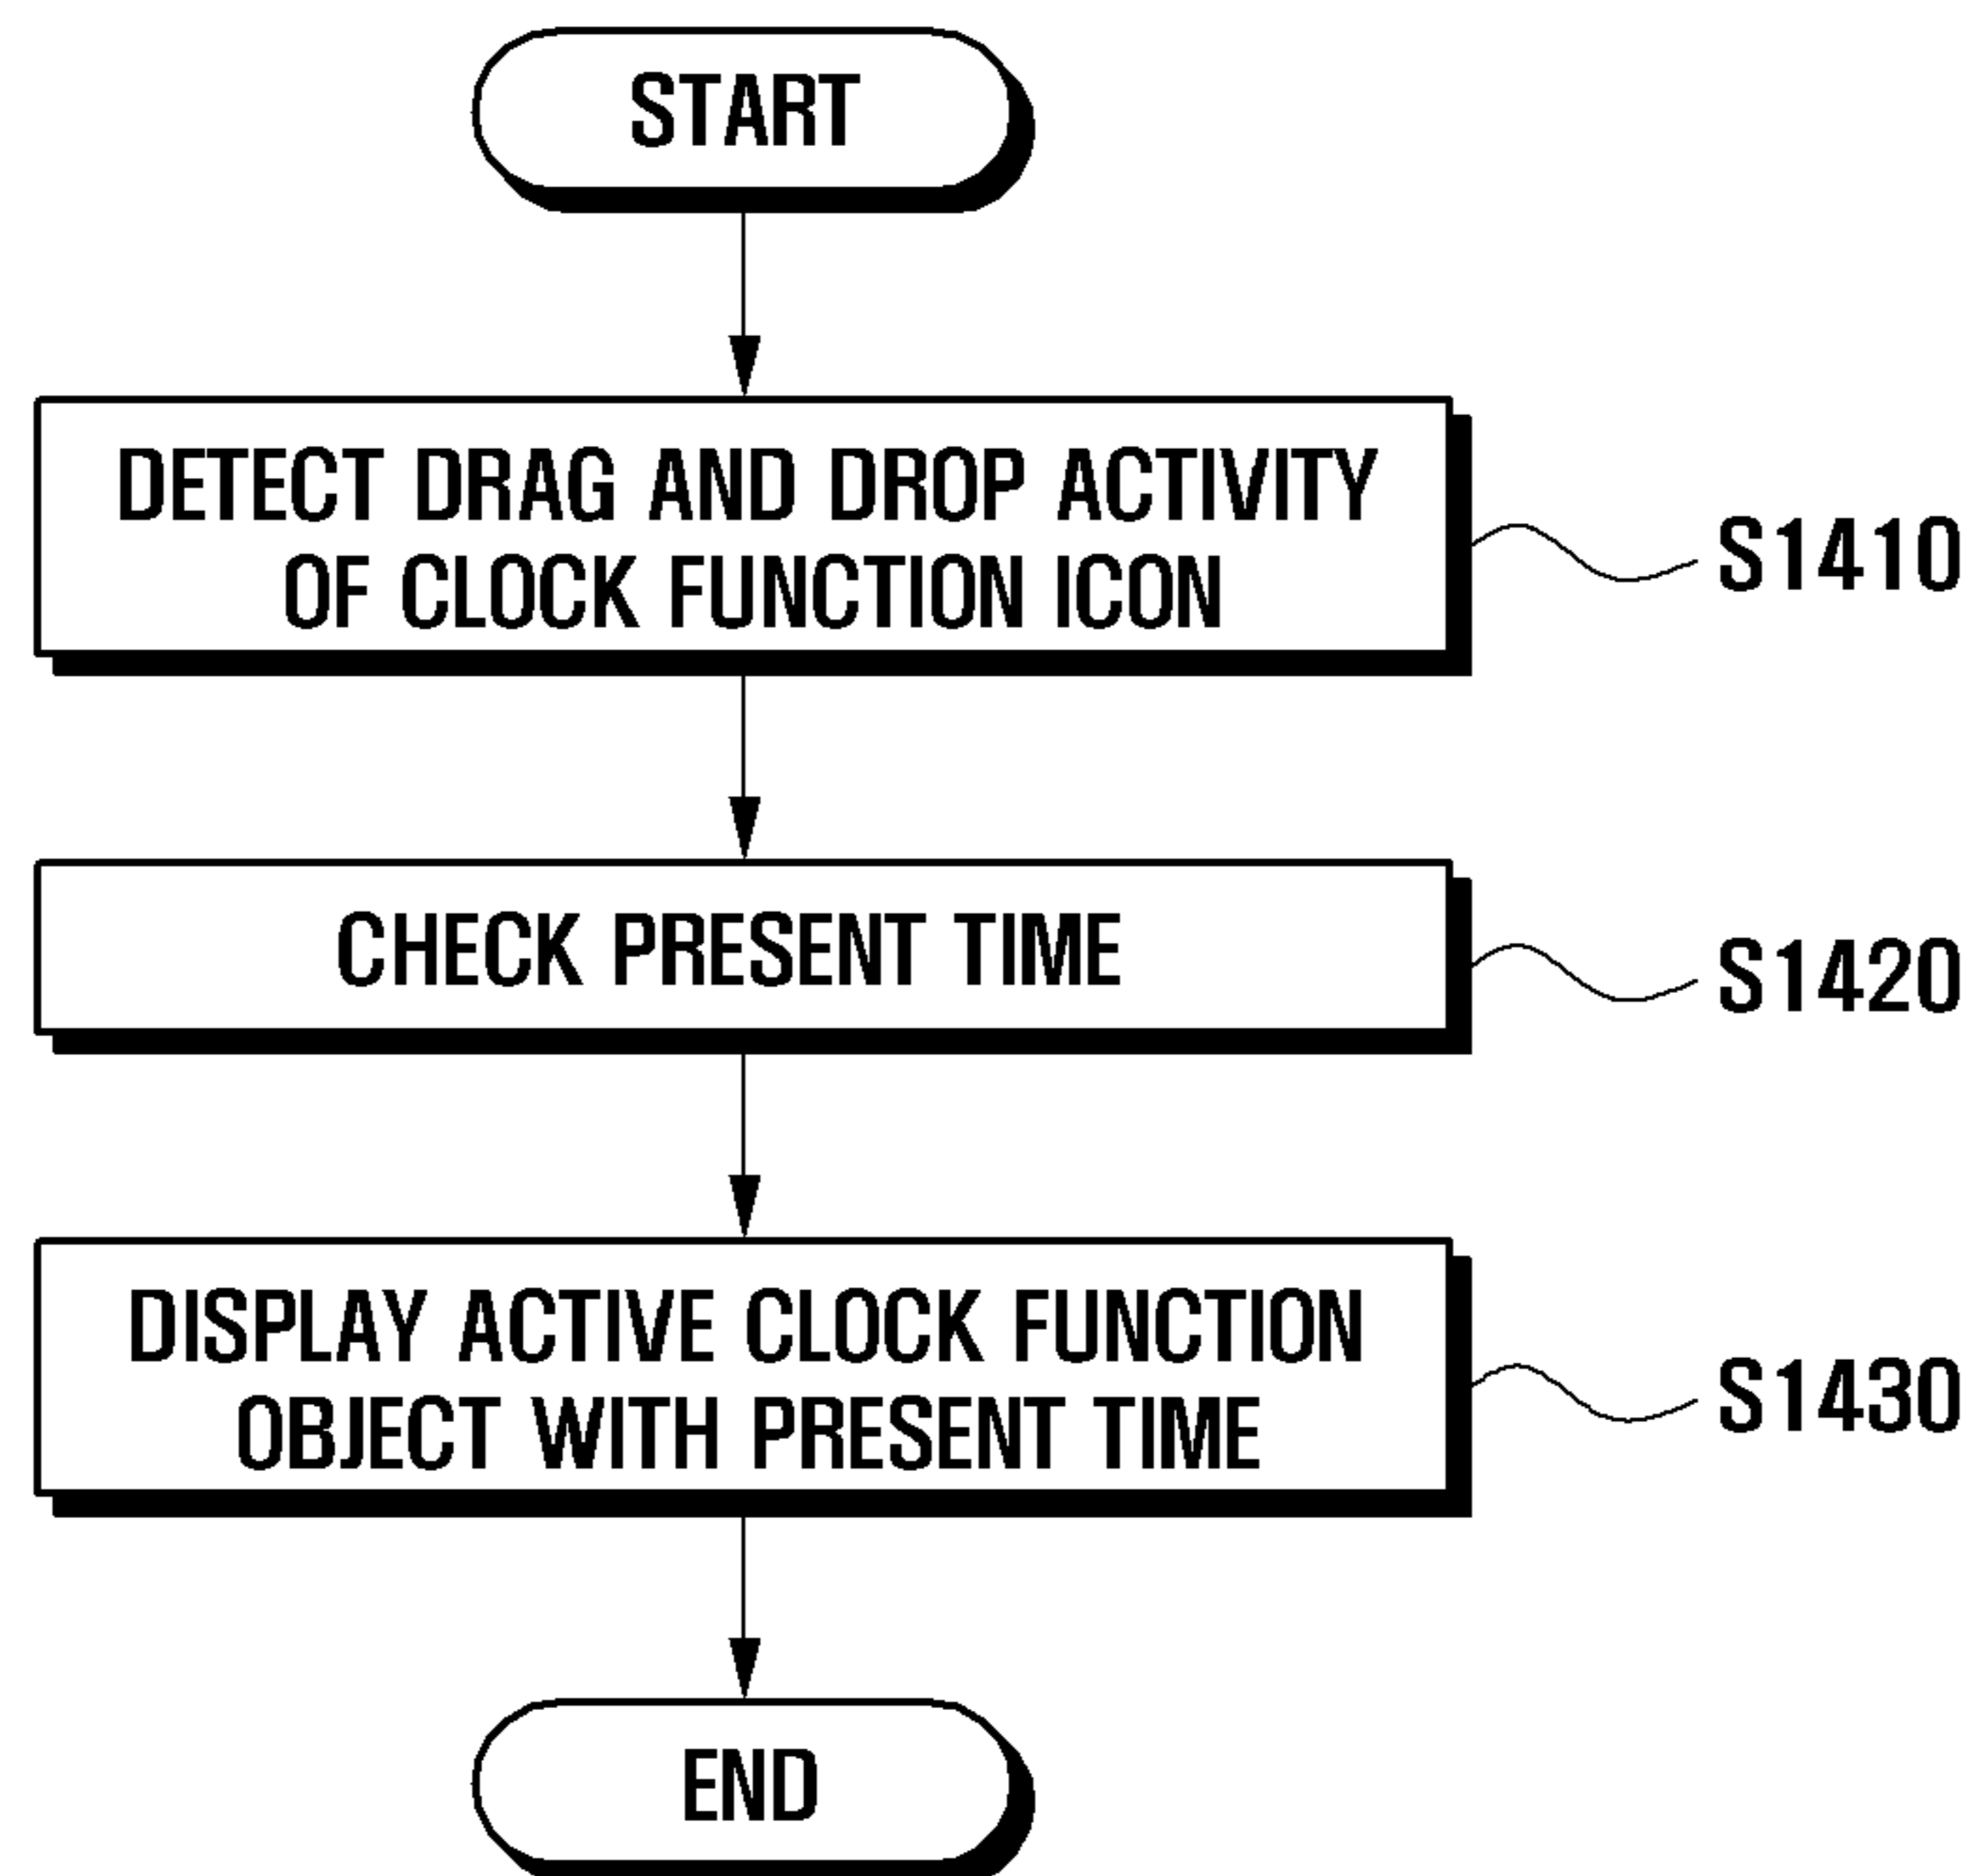 START
DETECT DRAG AND DROP ACTIVITY
OF CLOCK FUNCTION ICON
S1410
CHECK PRESENT TIME
S1420
DISPLAY ACTIVE CLOCK FUNCTION
OBJECT WITH PRESENT TIME
S1430
END